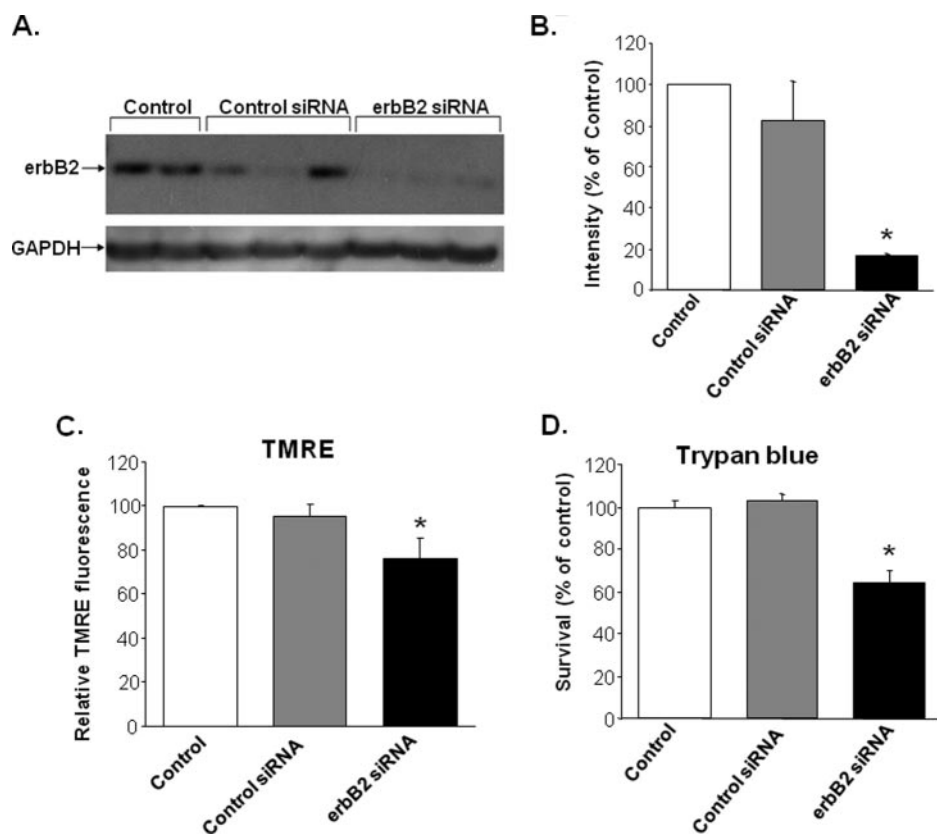 A.
Control Control siRNA erbB2 siRNA
erbB2
GAPDH
B.
Intensity (% of Control)
120
100
80
60
40
20
0
*
Control
Control siRNA
erbB2 siRNA
C.
TMRE
Relative TMRE fluorescence
120
100
80
60
40
20
0
*
Control
Control siRNA
erbB2 siRNA
D.
Trypan blue
Survival (% of control)
120
100
80
60
40
20
0
*
Control
Control siRNA
erbB2 siRNA